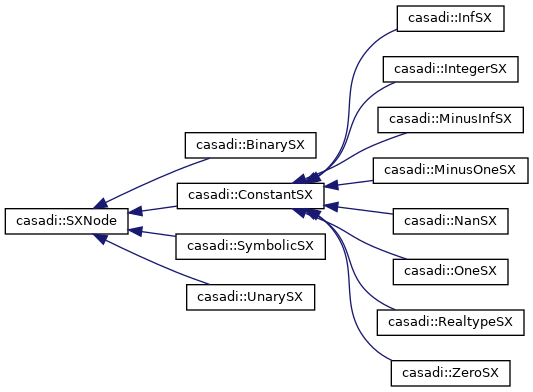 casadi::InfSX
casadi::IntegerSX
casadi::MinusInfSX
casadi::BinarySX
casadi::MinusOneSX
casadi::ConstantSX
casadi::SXNode
casadi::NanSX
casadi::SymbolicSX
casadi::OneSX
casadi::UnarySX
casadi::RealtypeSX
casadi::ZeroSX